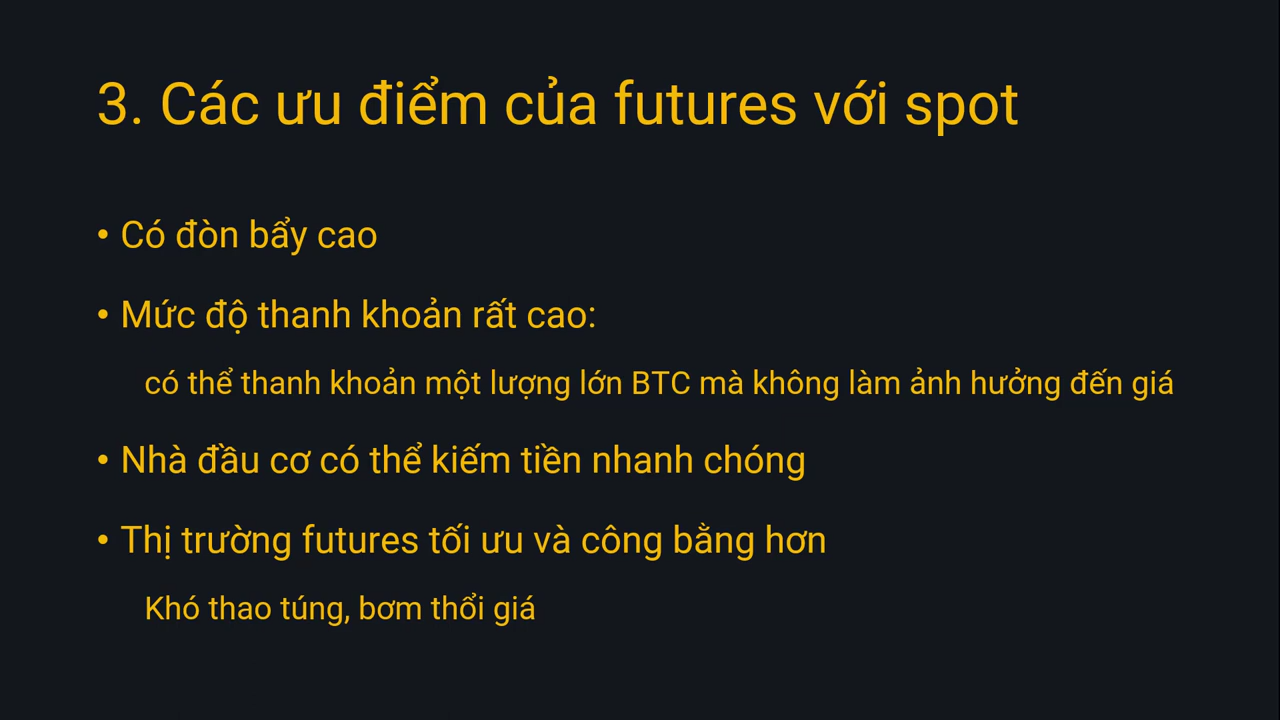 3. Các ưu điểm của futures với spot
• Có đòn bẩy cao
• Mức độ thanh khoản rất cao:
có thể thanh khoản một lượng lớn BTC mà không làm ảnh hưởng đến giá
• Nhà đầu cơ có thể kiếm tiền nhanh chóng
• Thị trường futures tối ưu và công bằng hơn
Khó thao túng, bơm thổi giá